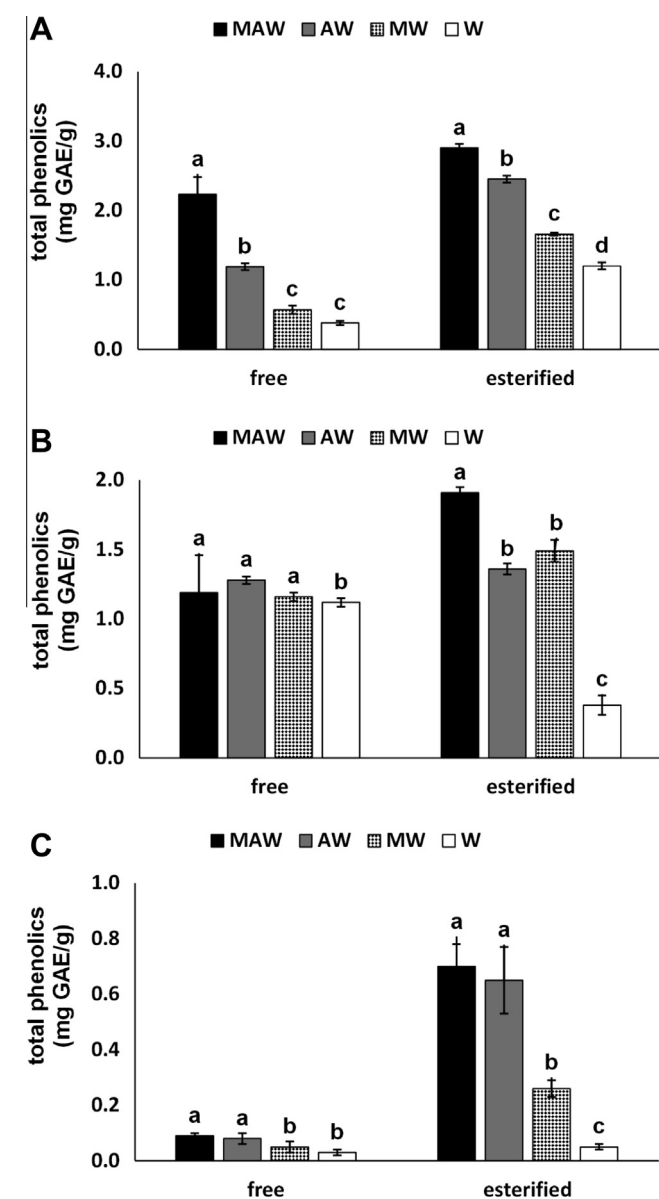 A
MAW AW MW W
total phenolics
(mg GAE/g)
4.0
3.0
2.0
1.0
0.0
a
b
c
c
a
b
c
d
free esterified
B
MAW AW MW W
total phenolics
(mg GAE/g)
2.0
1.5
1.0
0.5
0.0
a
a
a
b
a
b
b
c
free esterified
C
MAW AW MW W
total phenolics
(mg GAE/g)
1.0
0.8
0.6
0.4
0.2
0.0
a
a
b
b
a
a
b
c
free esterified